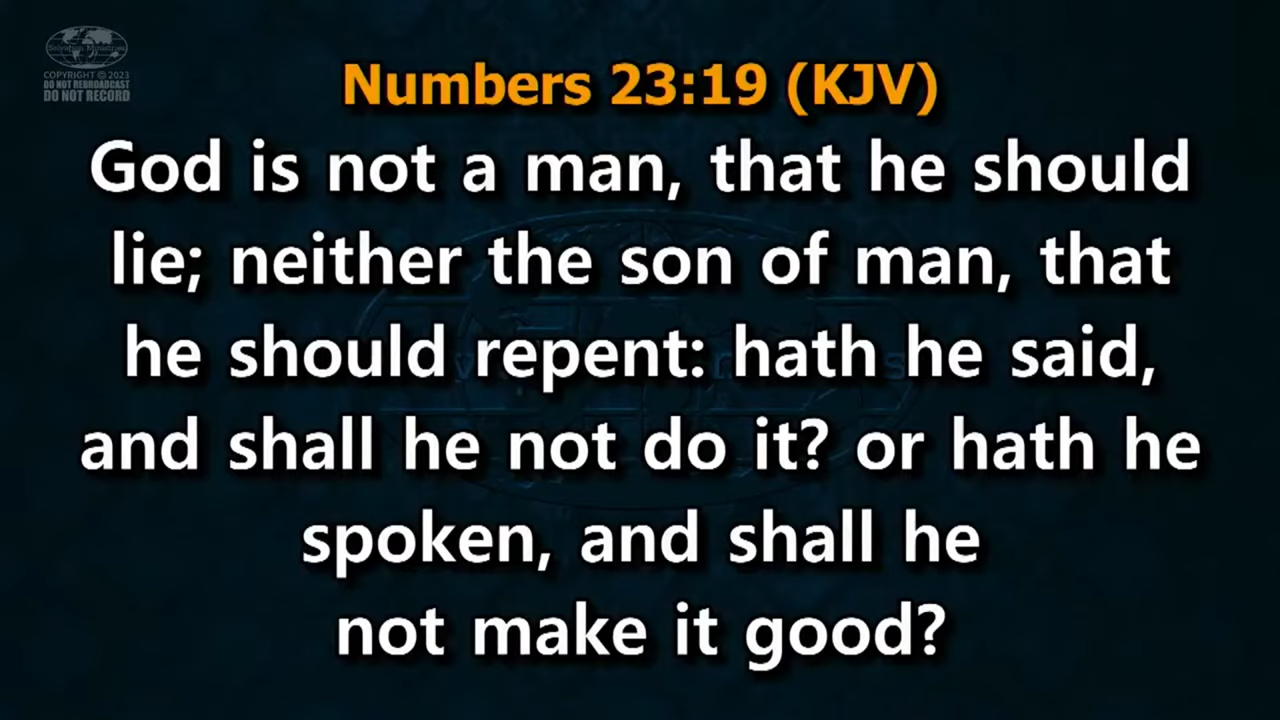 Salvation Ministries
COPYRIGHT © 2023
DO NOT REBROADCAST
DO NOT RECORD
Numbers 23:19 (KJV)
God is not a man, that he should
lie; neither the son of man, that
he should repent: hath he said,
and shall he not do it? or hath he
spoken, and shall he
not make it good?